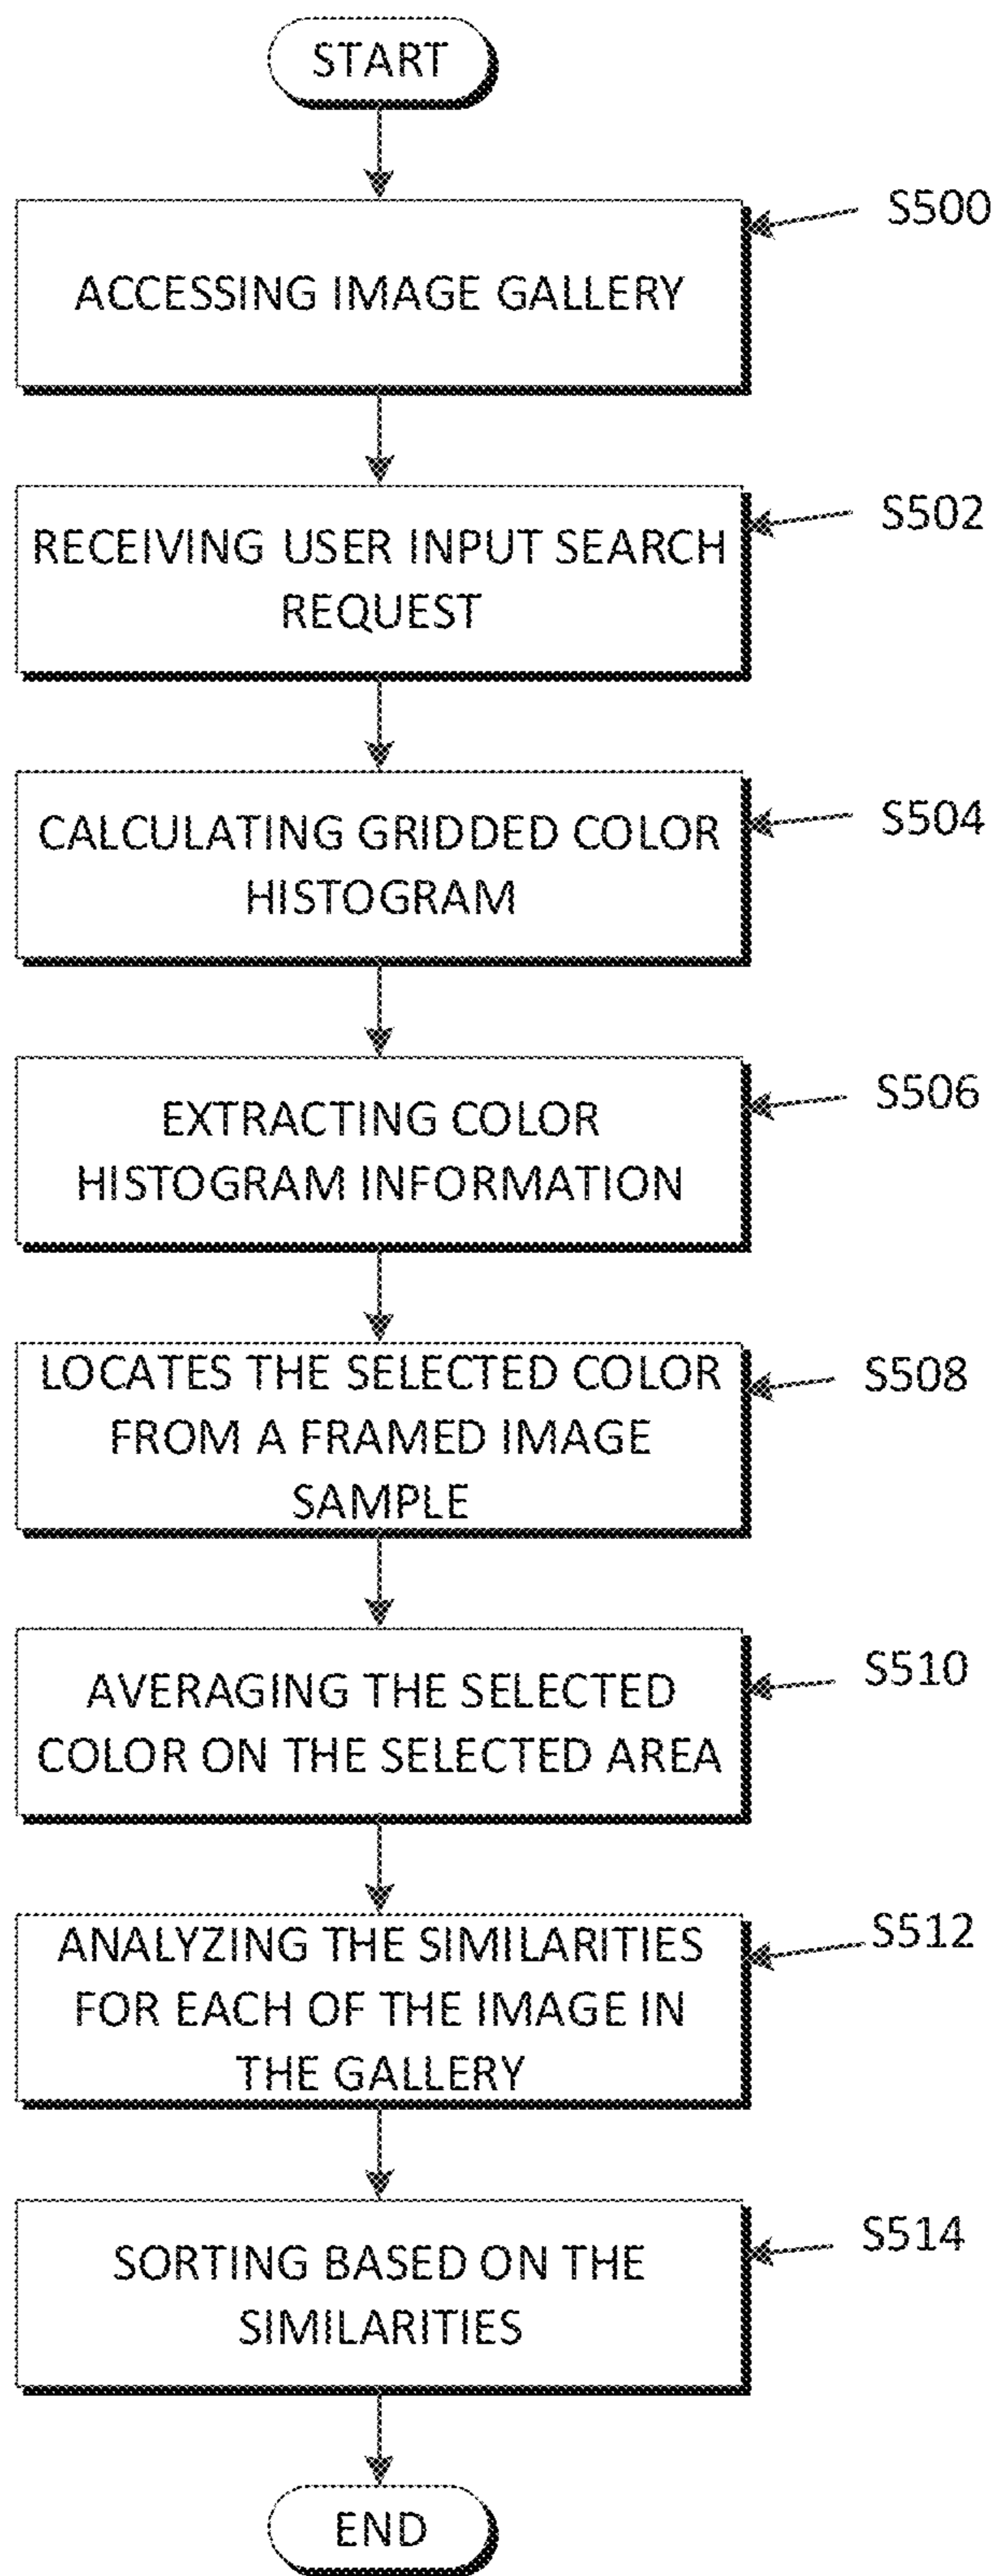 START
S500
ACCESSING IMAGE GALLERY
S502
RECEIVING USER INPUT SEARCH
REQUEST
S504
CALCULATING GRIDDED COLOR
HISTOGRAM
S506
EXTRACTING COLOR
HISTOGRAM INFORMATION
S508
LOCATES THE SELECTED COLOR
FROM A FRAMED IMAGE
SAMPLE
S510
AVERAGING THE SELECTED
COLOR ON THE SELECTED AREA
S512
ANALYZING THE SIMILARITIES
FOR EACH OF THE IMAGE IN
THE GALLERY
S514
SORTING BASED ON THE
SIMILARITIES
END